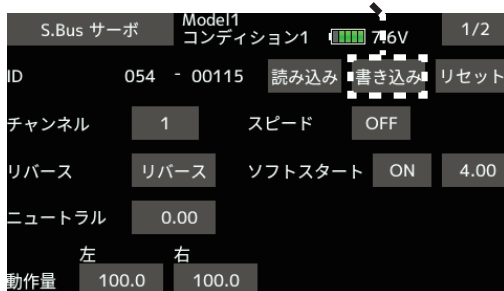 S.Bus サーボ Model1 コンディション1 7.6V 1/2
ID 054 - 00115 読み込み 書き込み リセット
チャンネル 1 スピード OFF
リバース リバース ソフトスタート ON 4.00
ニュートラル 0.00
左 右
動作量 100.0 100.0